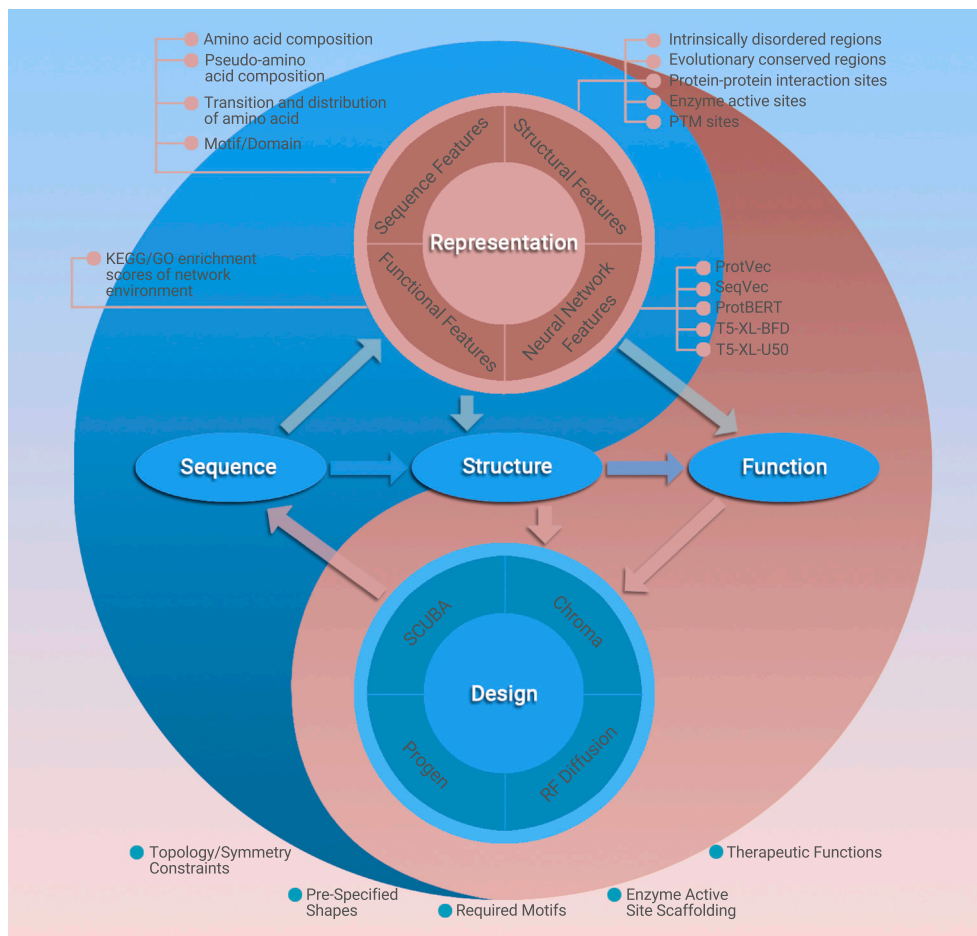 Amino acid composition
Pseudo-amino
acid composition
Transition and distribution
of amino acid
Motif/Domain
Intrinsically disordered regions
Evolutionary conserved regions
Protein-protein interaction sites
Enzyme active sites
PTM sites
Sequence Features
Structural Features
Representation
Functional Features
Neural Network
Features
KEGG/GO enrichment
scores of network
environment
ProtVec
SeqVec
ProtBERT
T5-XL-BFD
T5-XL-U50
Sequence
Structure
Function
SCUBA
Chroma
Design
Progen
RF Diffusion
Topology/Symmetry
Constraints
Pre-Specified
Shapes
Required Motifs
Enzyme Active
Site Scaffolding
Therapeutic Functions